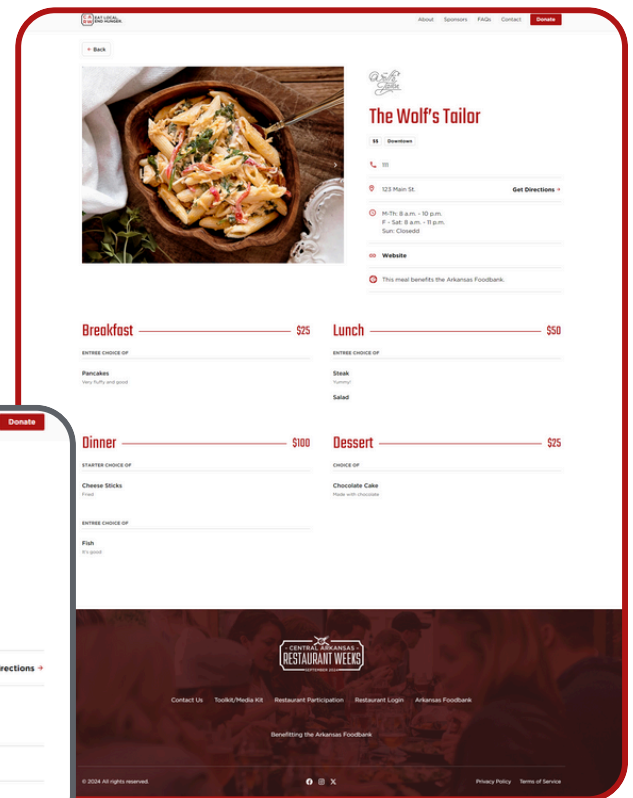 CA
RW
EAT LOCAL.
END HUNGER.
About Sponsors FAQs Contact Donate
Back
The Wolf's Tailor
$$ Downtown
111
123 Main St. Get Directions →
M-Th: 8 a.m. - 10 p.m.
F - Sat: 8 a.m. - 11 p.m.
Sun: Closedd
Website
This meal benefits the Arkansas Foodbank.
Breakfast $25
ENTREE CHOICE OF
Pancakes
Very fluffy and good
Lunch $50
ENTREE CHOICE OF
Steak
Yummy!
Salad
Donate
rections →
Dinner $100
STARTER CHOICE OF
Cheese Sticks
Fried
ENTREE CHOICE OF
Fish
It's good
Dessert $25
CHOICE OF
Chocolate Cake
Made with chocolate
CENTRAL ARKANSAS
RESTAURANT WEEKS
Contact Us Toolkit/Media Kit Restaurant Participation Restaurant Login Arkansas Foodbank
Benefitting the Arkansas Foodbank
© 2024 All rights reserved.
Privacy Policy Terms of Service